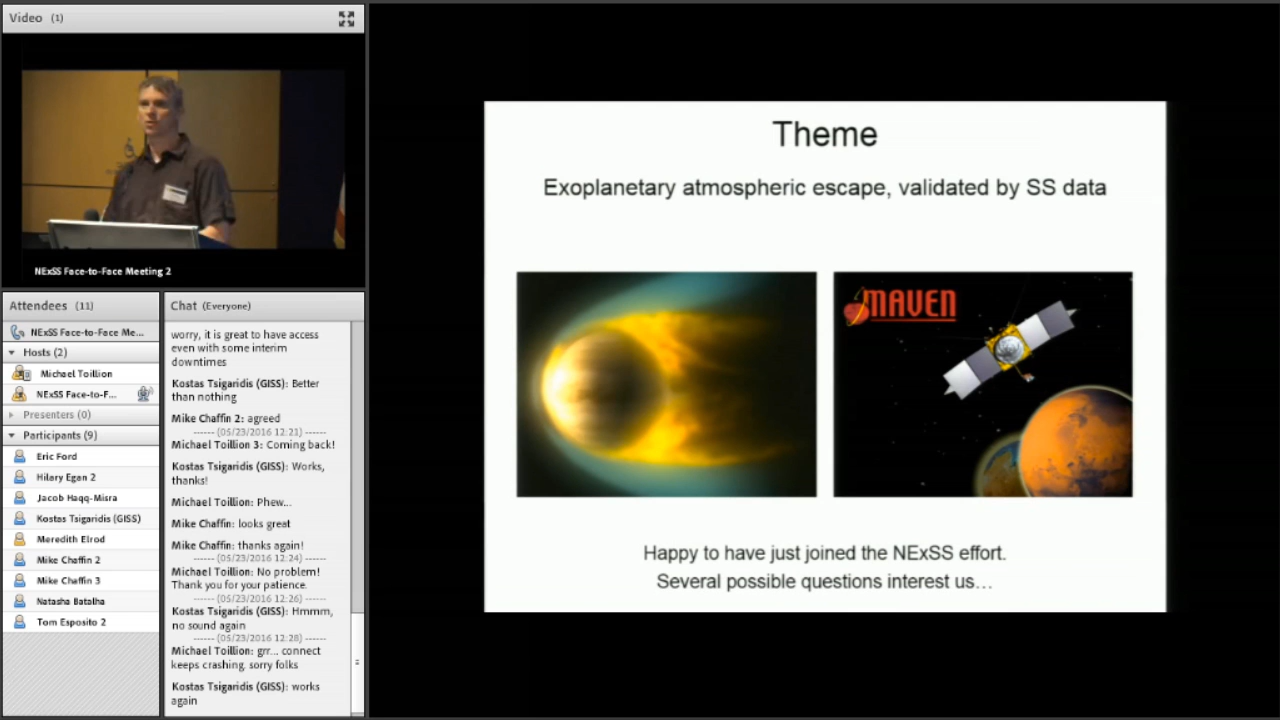 Video (1)
NExSS Face-to-Face Meeting 2
Attendees (11)
NExSS Face-to-Face Me...
Hosts (2)
Michael Toillion
NExSS Face-to-F...
Presenters (0)
Participants (9)
Eric Ford
Hilary Egan 2
Jacob Haqq-Misra
Kostas Tsigaridis (GISS)
Meredith Elrod
Mike Chaffin 2
Mike Chaffin 3
Natasha Batalha
Tom Esposito 2
Chat (Everyone)
worry, it is great to have access
even with some interim
downtimes
Kostas Tsigaridis (GISS): Better
than nothing
Mike Chaffin 2: agreed
------ (05/23/2016 12:21) ------
Michael Toillion 3: Coming back!
Kostas Tsigaridis (GISS): Works,
thanks!
Michael Toillion: Phew...
Mike Chaffin: looks great
Mike Chaffin: thanks again!
------ (05/23/2016 12:24) ------
Michael Toillion: No problem!
Thank you for your patience.
------ (05/23/2016 12:26) ------
Kostas Tsigaridis (GISS): Hmmm,
no sound again
------ (05/23/2016 12:28) ------
Michael Toillion: grr... connect
keeps crashing. sorry folks
Kostas Tsigaridis (GISS): works
again
Theme
Exoplanetary atmospheric escape, validated by SS data
MAVEN
Happy to have just joined the NExSS effort.
Several possible questions interest us...